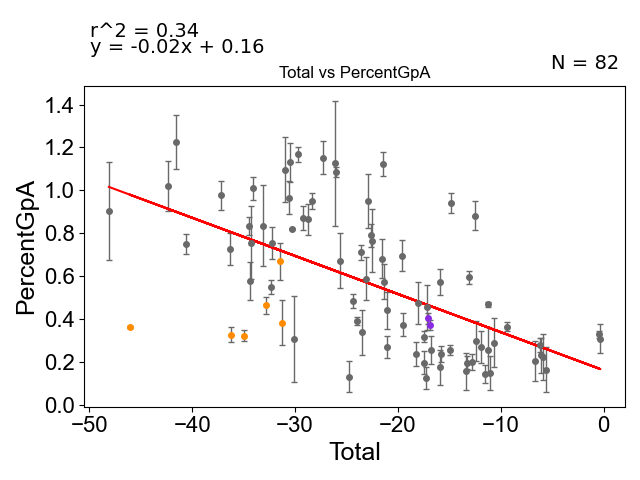 r^2 = 0.34
y = -0.02x + 0.16
N = 82
Total vs PercentGpA
1.4
1.2
1.0
0.8
0.6
0.4
0.2
0.0
PercentGpA
−50
−40
−30
−20
−10
0
Total